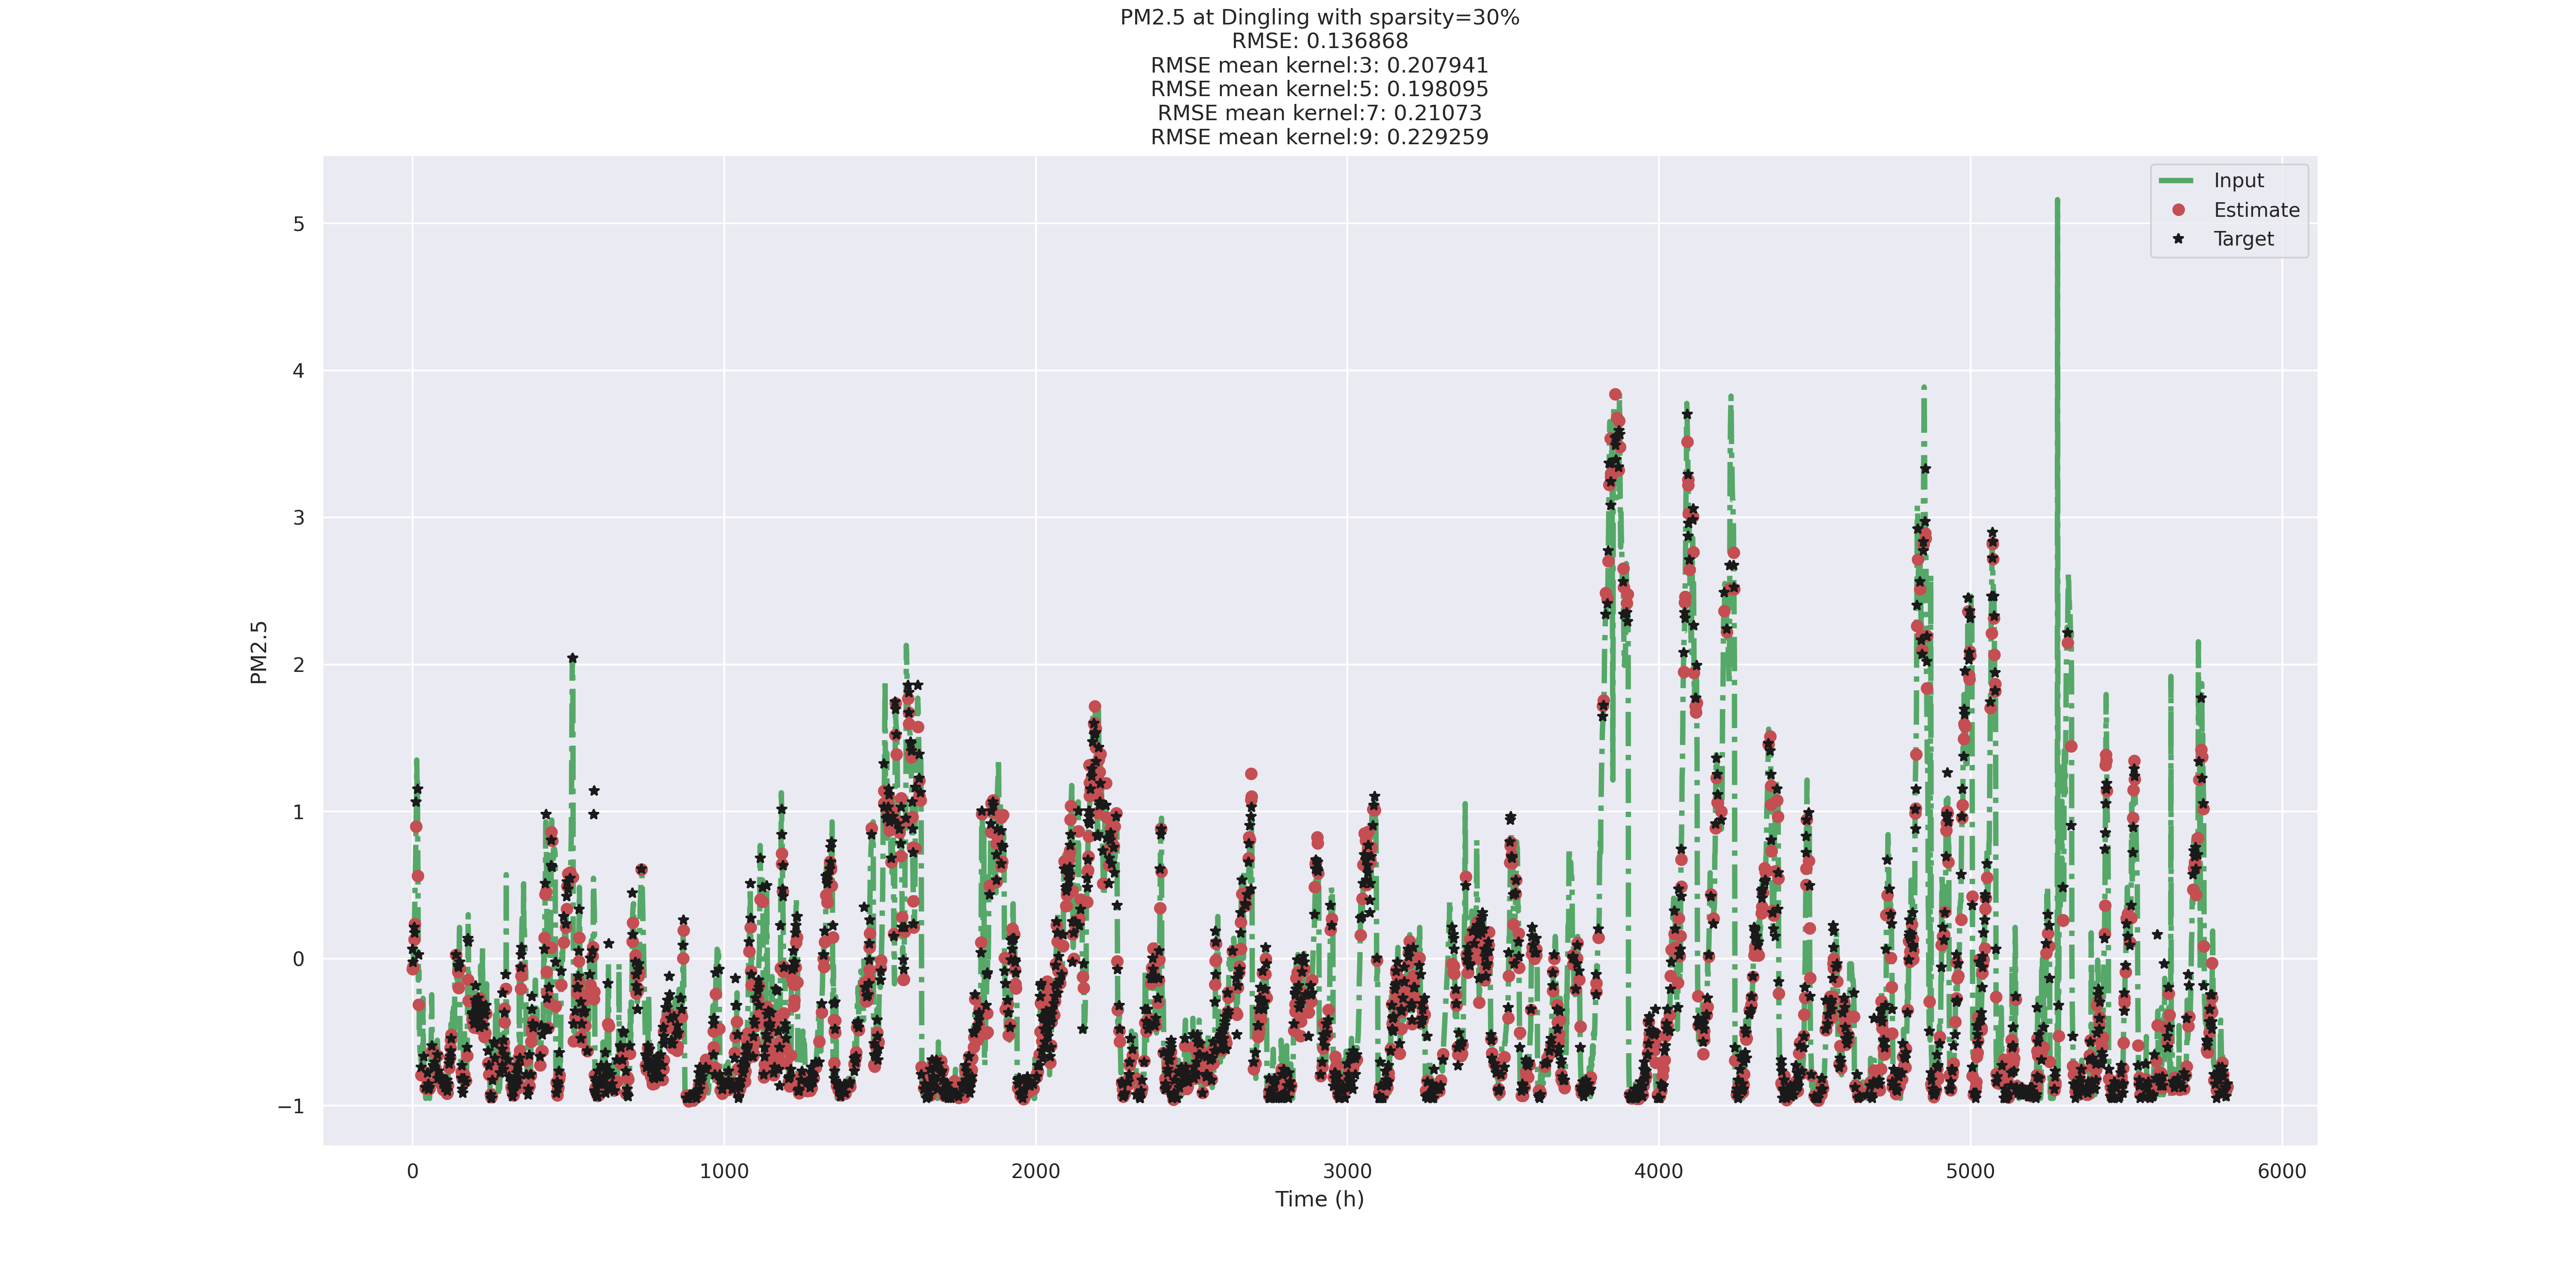 PM2.5 at Dingling with sparsity=30%
RMSE: 0.136868
RMSE mean kernel:3: 0.207941
RMSE mean kernel:5: 0.198095
RMSE mean kernel:7: 0.21073
RMSE mean kernel:9: 0.229259
Input
Estimate
Target
5
4
3
2
1
0
−1
PM2.5
0
1000
2000
3000
4000
5000
6000
Time (h)